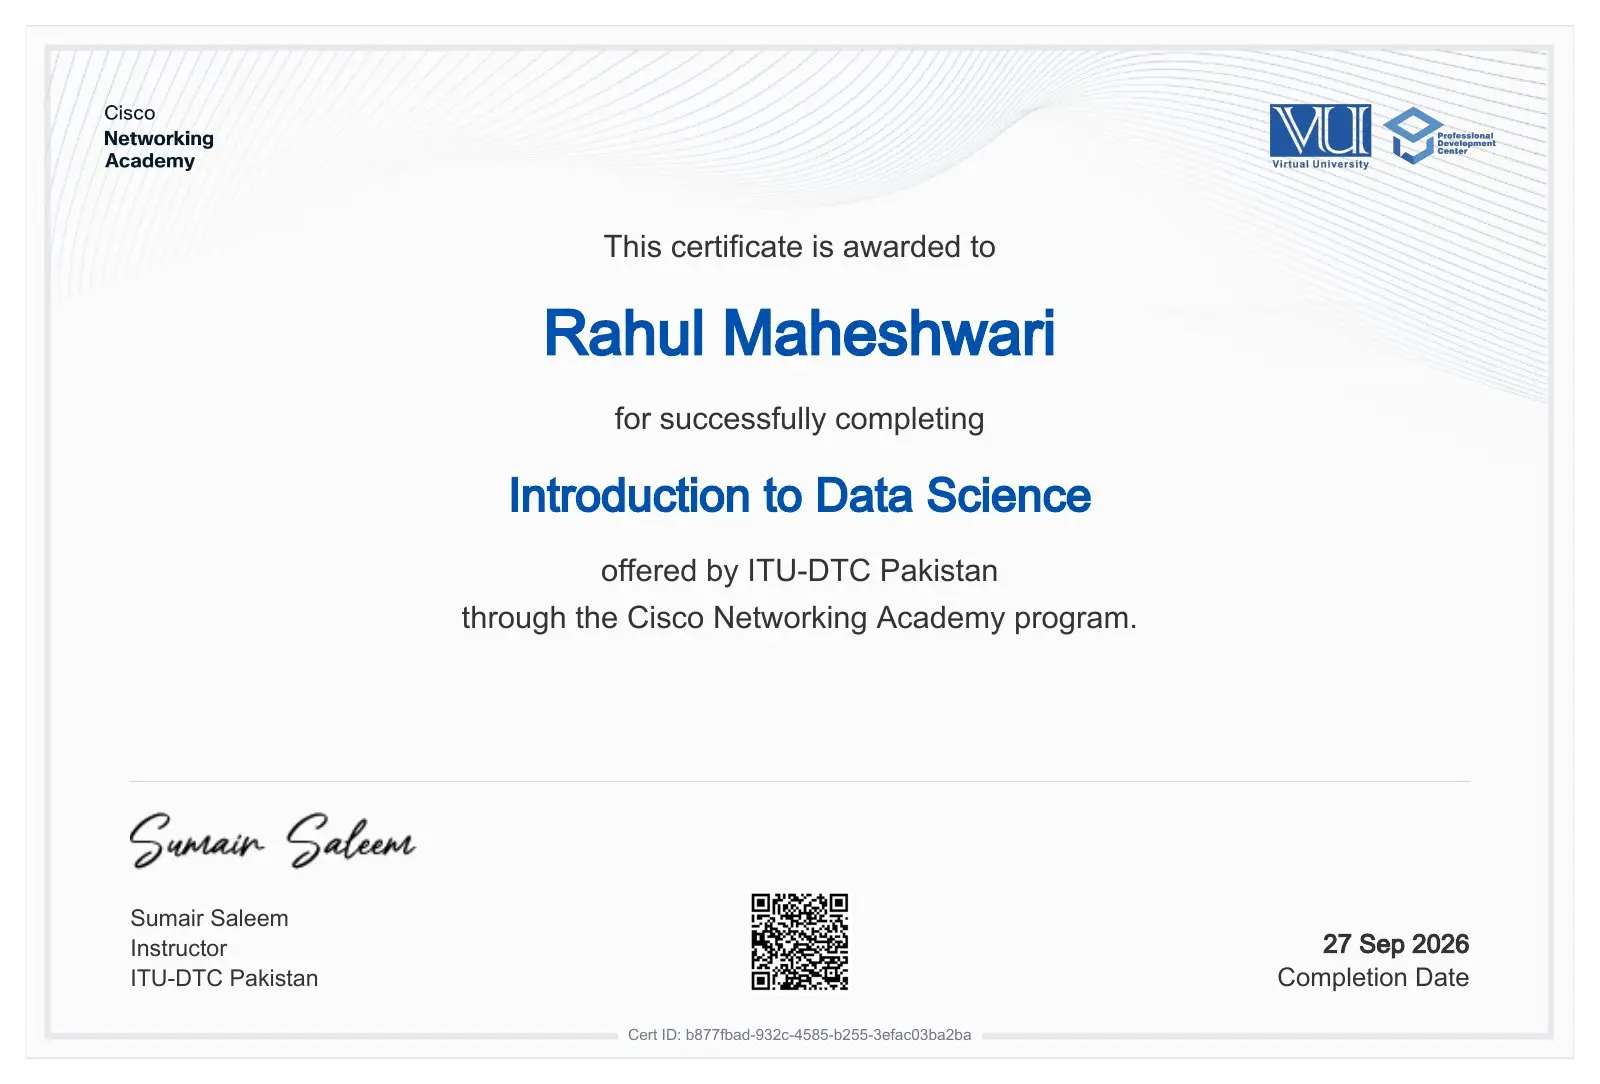 Cisco
Networking
Academy
VU
Virtual University
Professional
Development
Center
This certificate is awarded to
Rahul Maheshwari
for successfully completing
Introduction to Data Science
offered by ITU-DTC Pakistan
through the Cisco Networking Academy program.
Sumair Saleem
Sumair Saleem
Instructor
ITU-DTC Pakistan
27 Sep 2026
Completion Date
Cert ID: b877fbad-932c-4585-b255-3efac03ba2ba